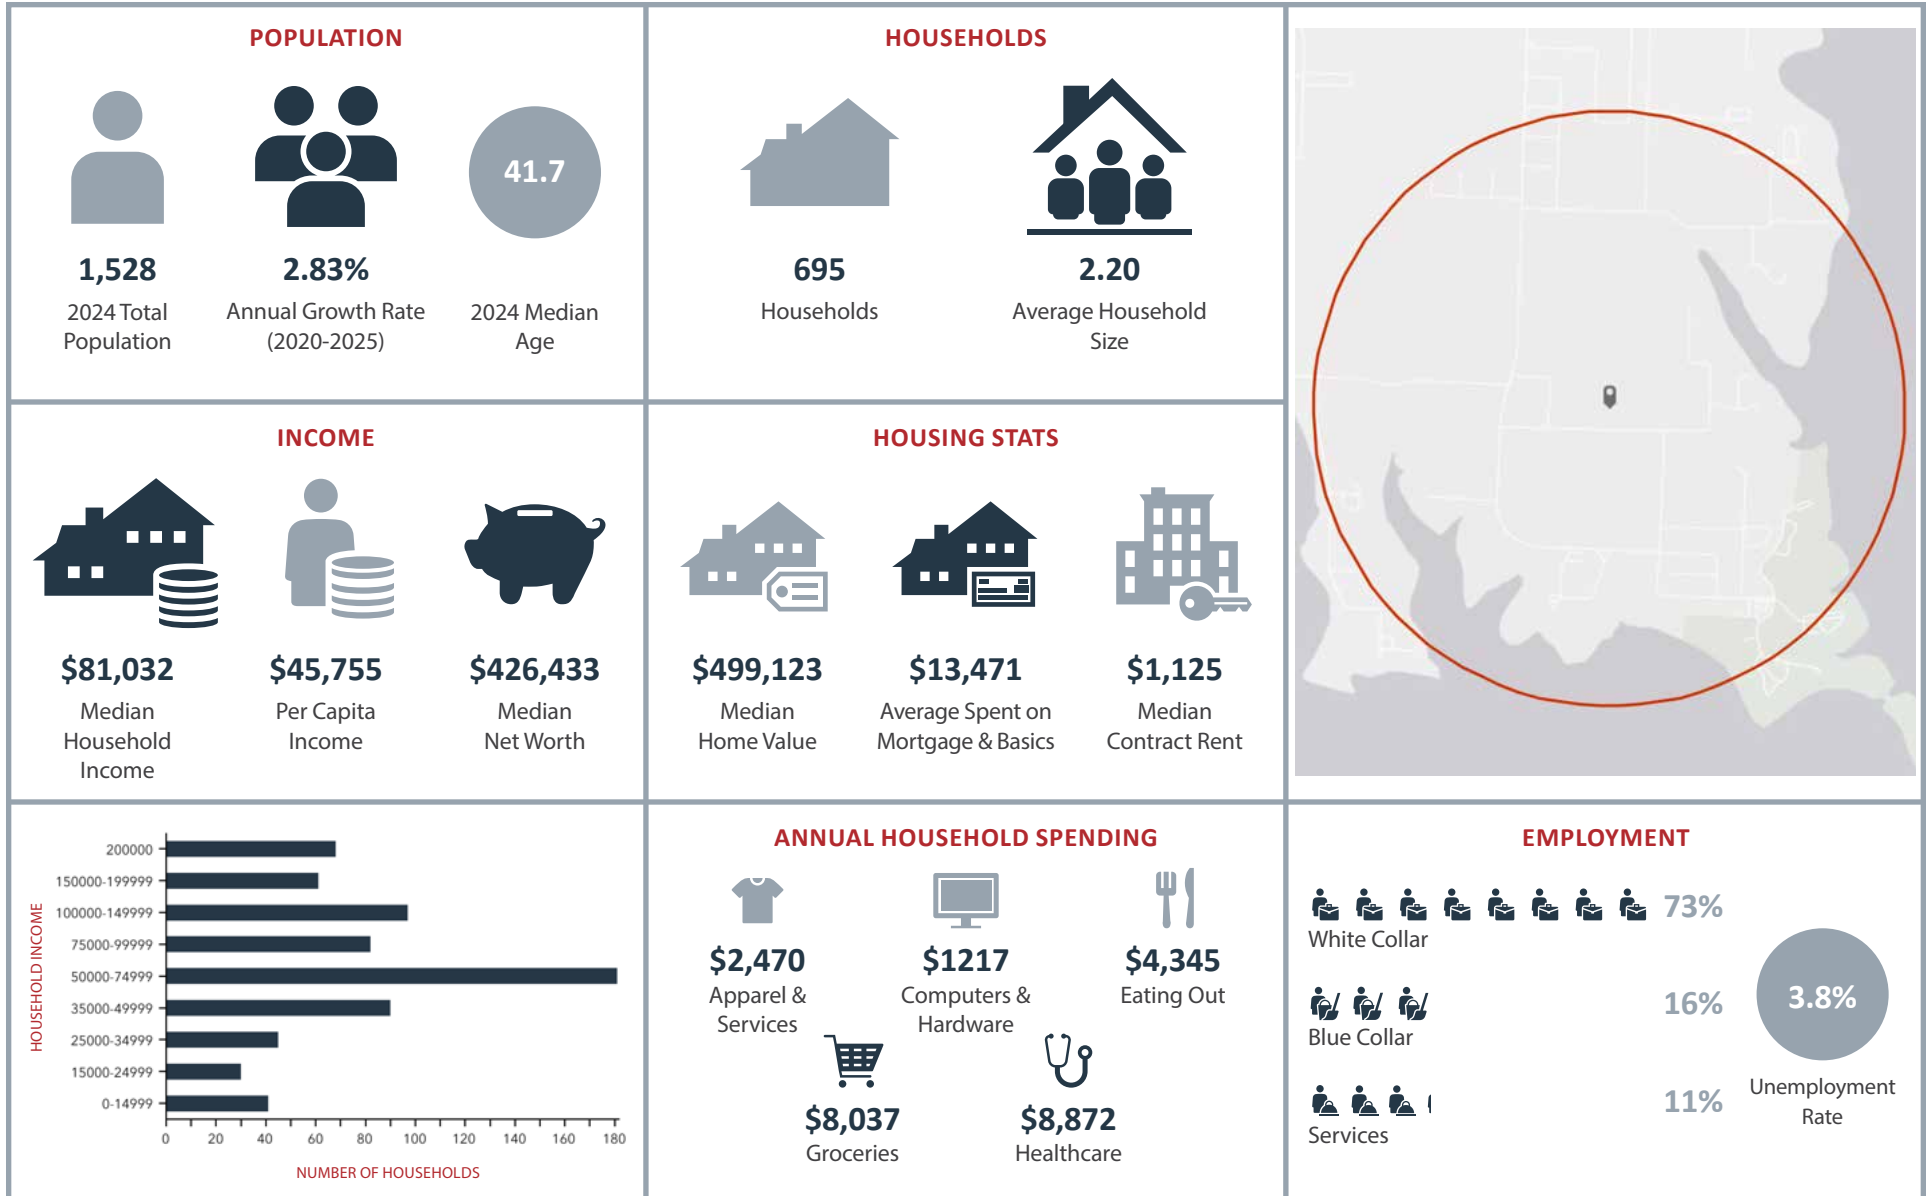 POPULATION
41.7
1,528
2024 Total
Population
2.83%
Annual Growth Rate
(2020-2025)
2024 Median
Age
HOUSEHOLDS
695
Households
2.20
Average Household
Size
INCOME
$81,032
Median
Household
Income
$45,755
Per Capita
Income
$426,433
Median
Net Worth
HOUSING STATS
$499,123
Median
Home Value
$13,471
Average Spent on
Mortgage & Basics
$1,125
Median
Contract Rent
HOUSEHOLD INCOME
200000
150000-199999
100000-149999
75000-99999
50000-74999
35000-49999
25000-34999
15000-24999
0-14999
0 20 40 60 80 100 120 140 160 180
NUMBER OF HOUSEHOLDS
ANNUAL HOUSEHOLD SPENDING
$2,470
Apparel &
Services
$1217
Computers &
Hardware
$4,345
Eating Out
$8,037
Groceries
$8,872
Healthcare
EMPLOYMENT
73%
White Collar
16%
Blue Collar
11%
Services
3.8%
Unemployment
Rate